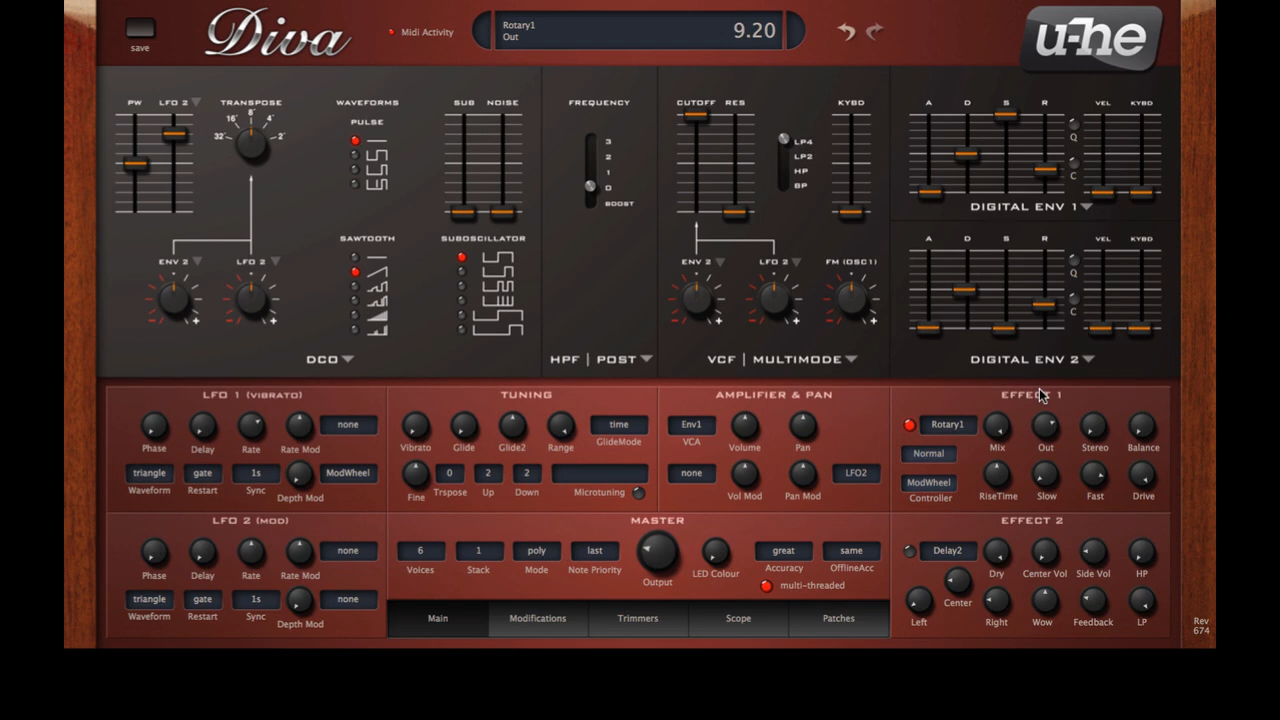 save
Diva
Midi Activity
Rotary1
Out
9.20
u-he
PW LFO 2 TRANSPOSE WAVEFORMS SUB NOISE FREQUENCY CUTOFF RES KYBD A D S R VEL KYBD
32' 16' 8' 4' 2'
PULSE
3
2
1
0
BOOST
LP4
LP2
HP
BP
Q
C
DIGITAL ENV 1
SAWTOOTH SUBOSCILLATOR
A D S R VEL KYBD
ENV 2 LFO 2 ENV 2 LFO 2 FM (OSC1)
- + - + - + - + - +
Q
C
DCO HPF | POST VCF | MULTIMODE DIGITAL ENV 2
LFO 1 (VIBRATO)
none
Phase Delay Rate Rate Mod
triangle gate 1s ModWheel
Waveform Restart Sync Depth Mod
TUNING
time
Vibrato Glide Glide2 Range GlideMode
0 2 2
Fine Trspose Up Down Microtuning
AMPLIFIER & PAN
Env1
VCA Volume Pan
none LFO2
Vol Mod Pan Mod
EFFECT 1
Rotary1
Mix Out Stereo Balance
Normal
ModWheel
Controller RiseTime Slow Fast Drive
LFO 2 (MOD)
none
Phase Delay Rate Rate Mod
triangle gate 1s none
Waveform Restart Sync Depth Mod
MASTER
6 1 poly last great same
Voices Stack Mode Note Priority Output LED Colour Accuracy OfflineAcc
multi-threaded
Main Modifications Trimmers Scope Patches
EFFECT 2
Delay2
Dry Center Vol Side Vol HP
Center
Left Right Wow Feedback LP
Rev
674